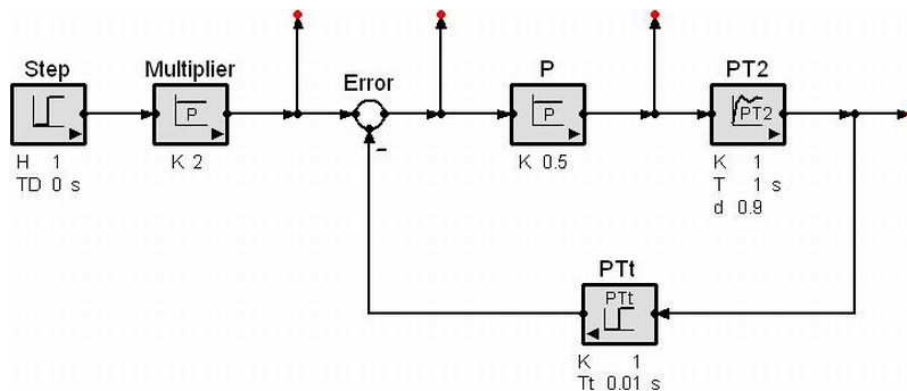 Step
Multiplier
Error
P
PT2
P
P
PT2
H 1
TD 0 s
K 2
-
K 0.5
K 1
T 1 s
d 0.9
PTt
PTt
K 1
Tt 0.01 s